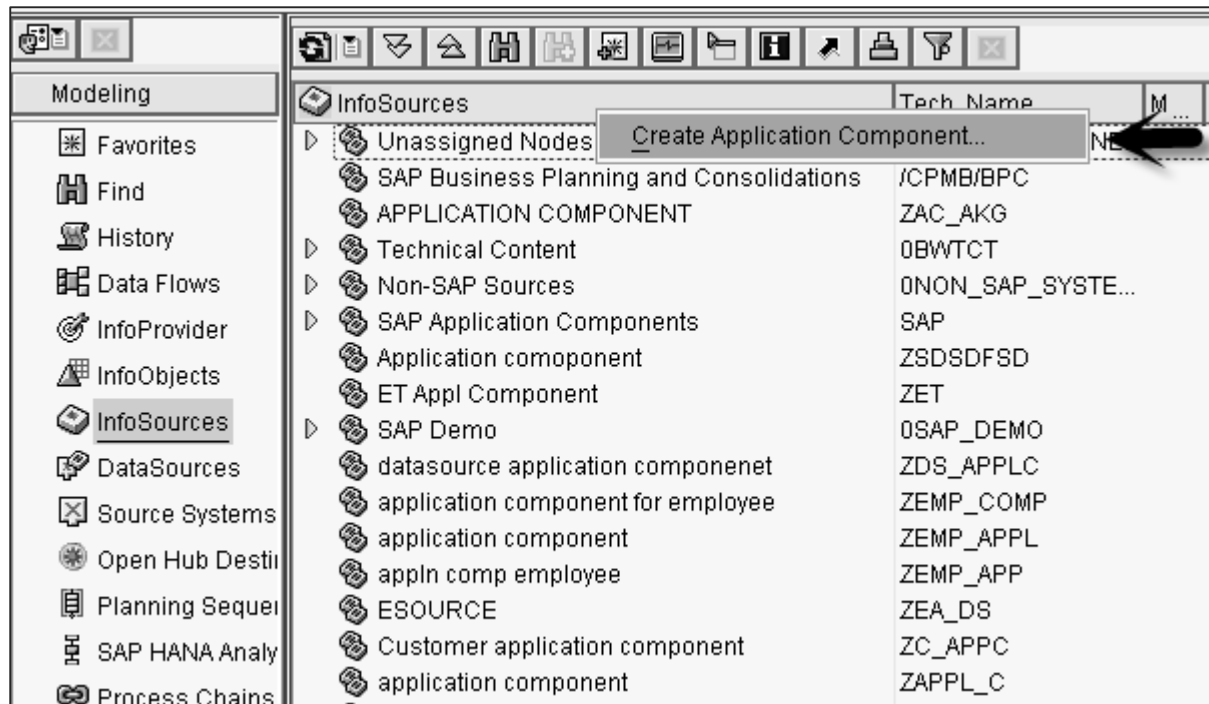 Modeling
Favorites
Find
History
Data Flows
InfoProvider
InfoObjects
InfoSources
DataSources
Source Systems
Open Hub
Planning
SAP HANA
Process Chains
InfoSources Tech. Name M...
Create Application Component...
Unassigned Nodes
SAP Business Planning and Consolidations /CPMB/BPC
APPLICATION COMPONENT ZAC_AKG
Technical Content 0BWTCT
Non-SAP Sources 0NON_SAP_SYSTE...
SAP Application Components SAP
Application comoponent ZSDSDFSD
ET Appl Component ZET
SAP Demo 0SAP_DEMO
datasource application componenet ZDS_APPLC
application component for employee ZEMP_COMP
application component ZEMP_APPL
appln comp employee ZEMP_APP
ESOURCE ZEA_DS
Customer application component ZC_APPC
application component ZAPPL_C